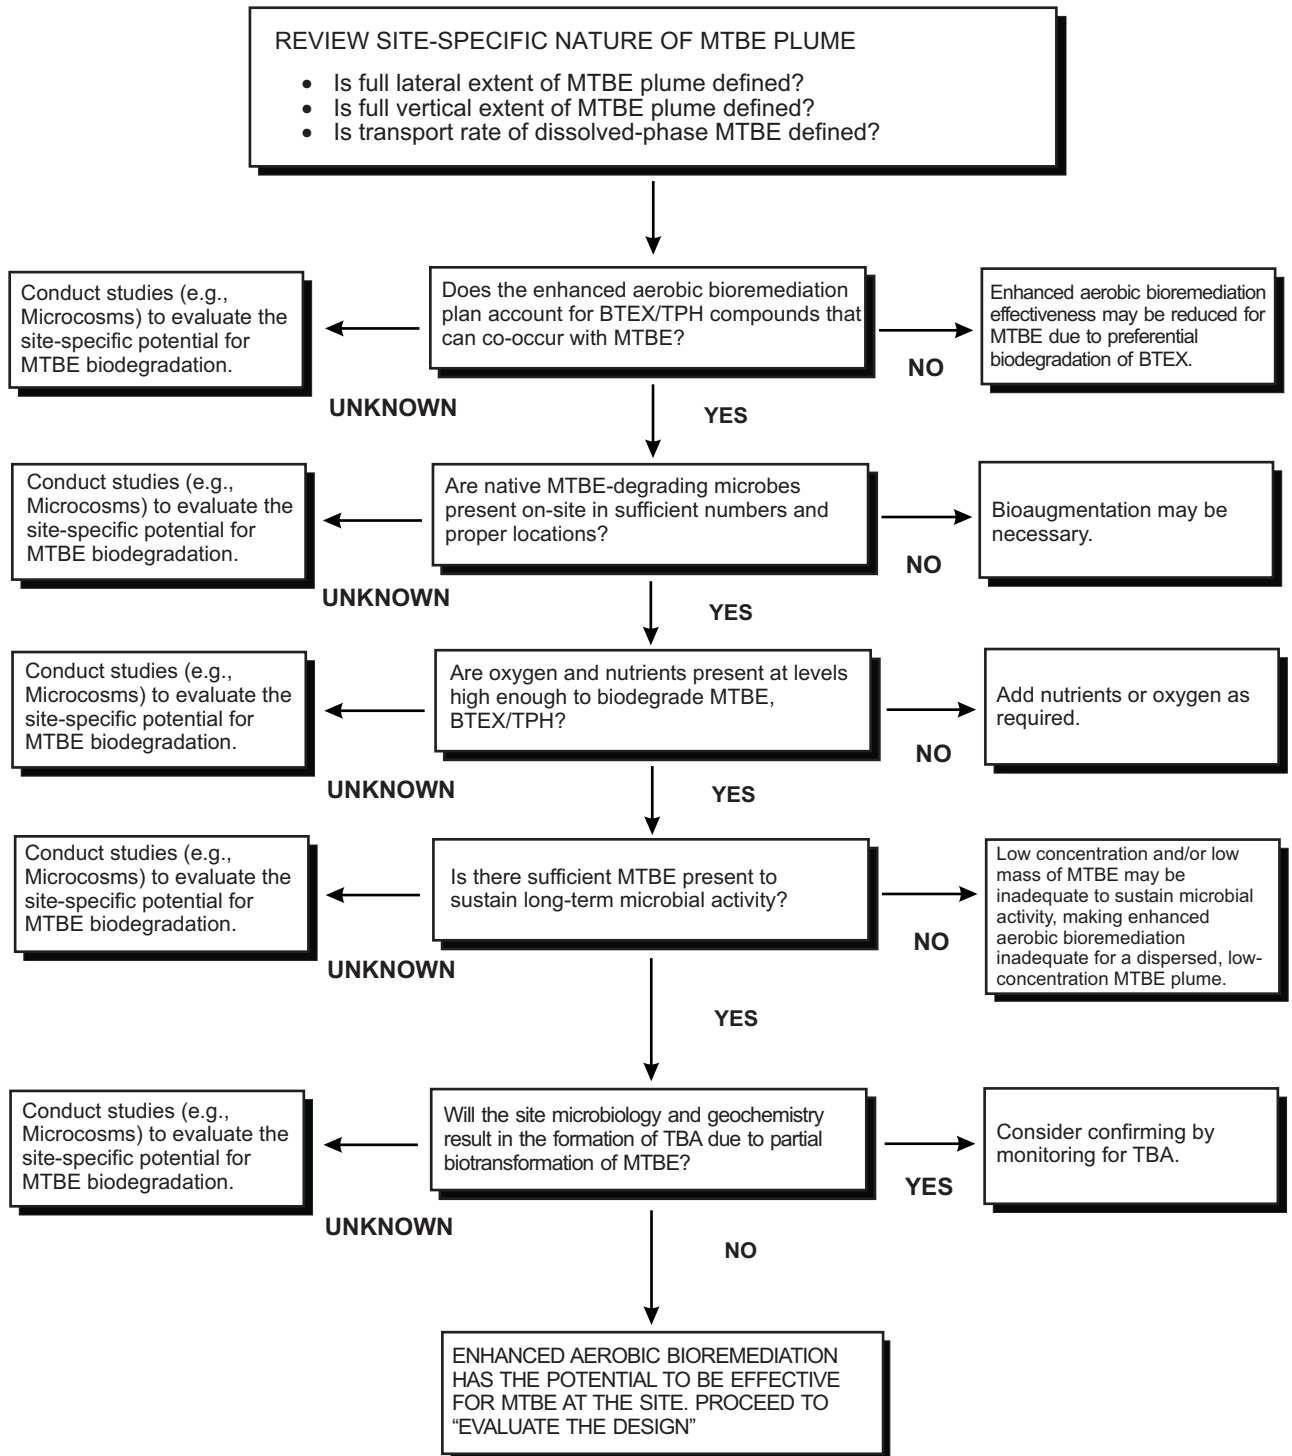 REVIEW SITE-SPECIFIC NATURE OF MTBE PLUME
• Is full lateral extent of MTBE plume defined?
• Is full vertical extent of MTBE plume defined?
• Is transport rate of dissolved-phase MTBE defined?
Conduct studies (e.g.,
Microcosms) to evaluate the
site-specific potential for
MTBE biodegradation.
Does the enhanced aerobic bioremediation
plan account for BTEX/TPH compounds that
can co-occur with MTBE?
Enhanced aerobic bioremediation
effectiveness may be reduced for
MTBE due to preferential
biodegradation of BTEX.
UNKNOWN
YES
NO
Conduct studies (e.g.,
Microcosms) to evaluate the
site-specific potential for
MTBE biodegradation.
Are native MTBE-degrading microbes
present on-site in sufficient numbers and
proper locations?
Bioaugmentation may be
necessary.
UNKNOWN
YES
NO
Conduct studies (e.g.,
Microcosms) to evaluate the
site-specific potential for
MTBE biodegradation.
Are oxygen and nutrients present at levels
high enough to biodegrade MTBE,
BTEX/TPH?
Add nutrients or oxygen as
required.
UNKNOWN
YES
NO
Conduct studies (e.g.,
Microcosms) to evaluate the
site-specific potential for
MTBE biodegradation.
Is there sufficient MTBE present to
sustain long-term microbial activity?
Low concentration and/or low
mass of MTBE may be
inadequate to sustain microbial
activity, making enhanced
aerobic bioremediation
inadequate for a dispersed, low-
concentration MTBE plume.
UNKNOWN
YES
NO
Conduct studies (e.g.,
Microcosms) to evaluate the
site-specific potential for
MTBE biodegradation.
Will the site microbiology and geochemistry
result in the formation of TBA due to partial
biotransformation of MTBE?
Consider confirming by
monitoring for TBA.
UNKNOWN
NO
YES
ENHANCED AEROBIC BIOREMEDIATION
HAS THE POTENTIAL TO BE EFFECTIVE
FOR MTBE AT THE SITE. PROCEED TO
“EVALUATE THE DESIGN”